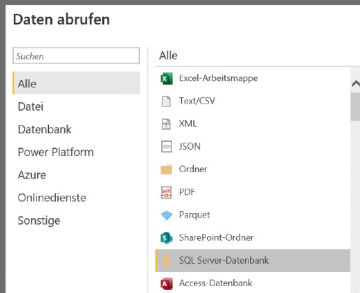 Daten abrufen
Suchen
Alle
Datei
Datenbank
Power Platform
Azure
Onlinedienste
Sonstige
Alle
Excel-Arbeitsmappe
Text/CSV
XML
JSON
Ordner
PDF
Parquet
SharePoint-Ordner
SQL Server-Datenbank
Access-Datenbank